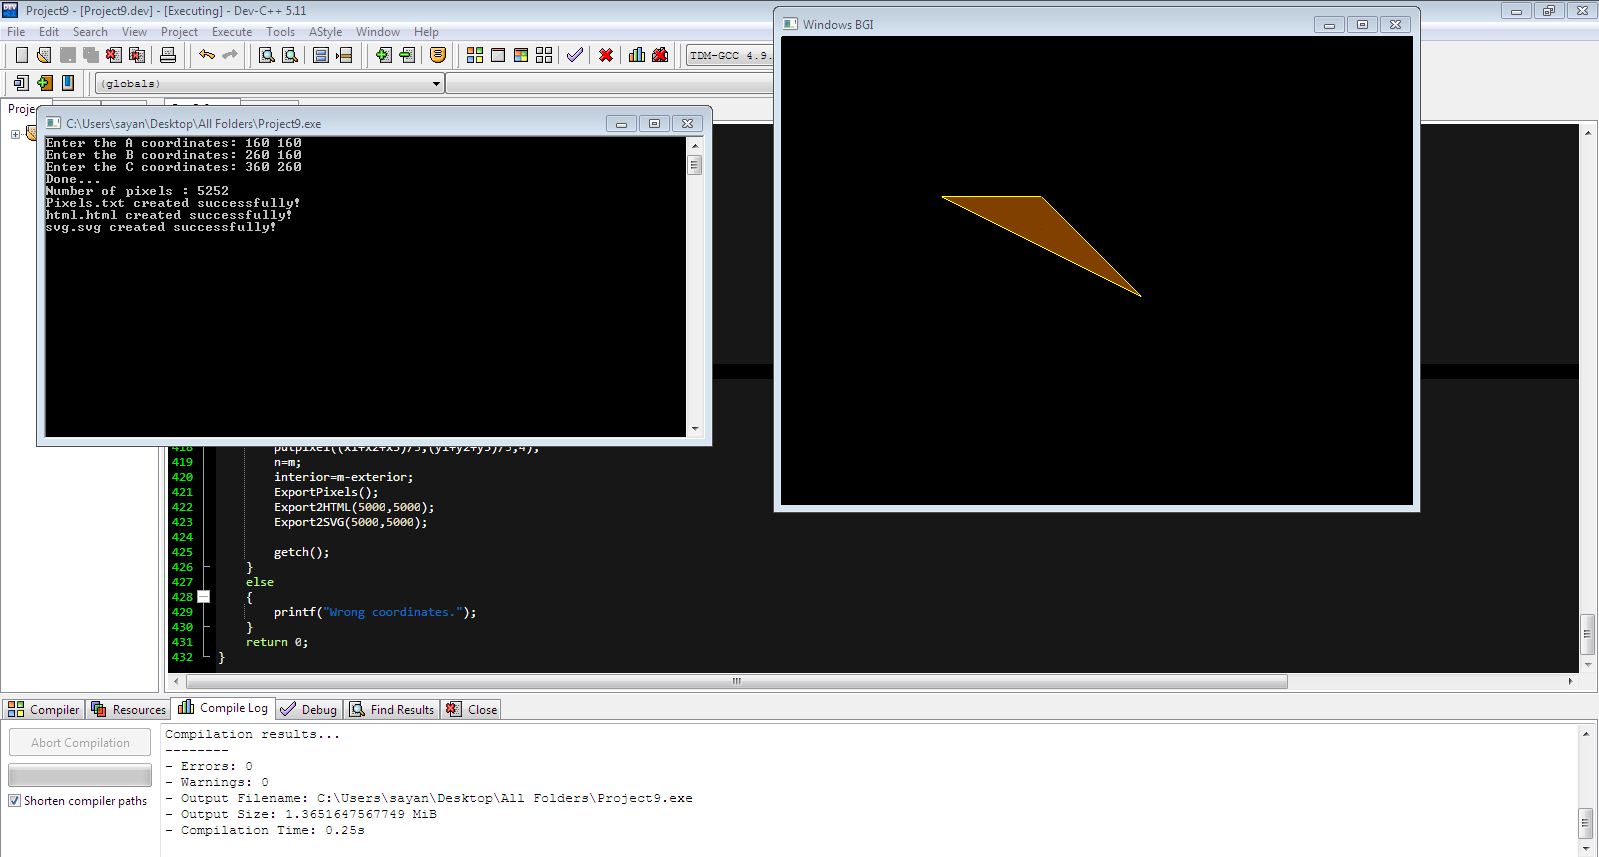 Project9 - [Project9.dev] - [Executing] - Dev-C++ 5.11
File Edit Search View Project Execute Tools AStyle Window Help
TDM-GCC 4.9.
(globals)
Projec
C:\Users\sayan\Desktop\All Folders\Project9.exe
Enter the A coordinates: 160 160
Enter the B coordinates: 260 160
Enter the C coordinates: 360 260
Done...
Number of pixels : 5252
Pixels.txt created successfully!
html.html created successfully!
svg.svg created successfully!
Windows BGI
418 putpixel((x1+x2+x3)/3,(y1+y2+y3)/3,4);
419 n=m;
420 interior=m-exterior;
421 ExportPixels();
422 Export2HTML(5000,5000);
423 Export2SVG(5000,5000);
424
425 getch();
426 }
427 else
428 {
429 printf("Wrong coordinates.");
430 }
431 return 0;
432 }
Compiler Resources Compile Log Debug Find Results Close
Abort Compilation
Shorten compiler paths
Compilation results...
--------
- Errors: 0
- Warnings: 0
- Output Filename: C:\Users\sayan\Desktop\All Folders\Project9.exe
- Output Size: 1.3651647567749 MiB
- Compilation Time: 0.25s